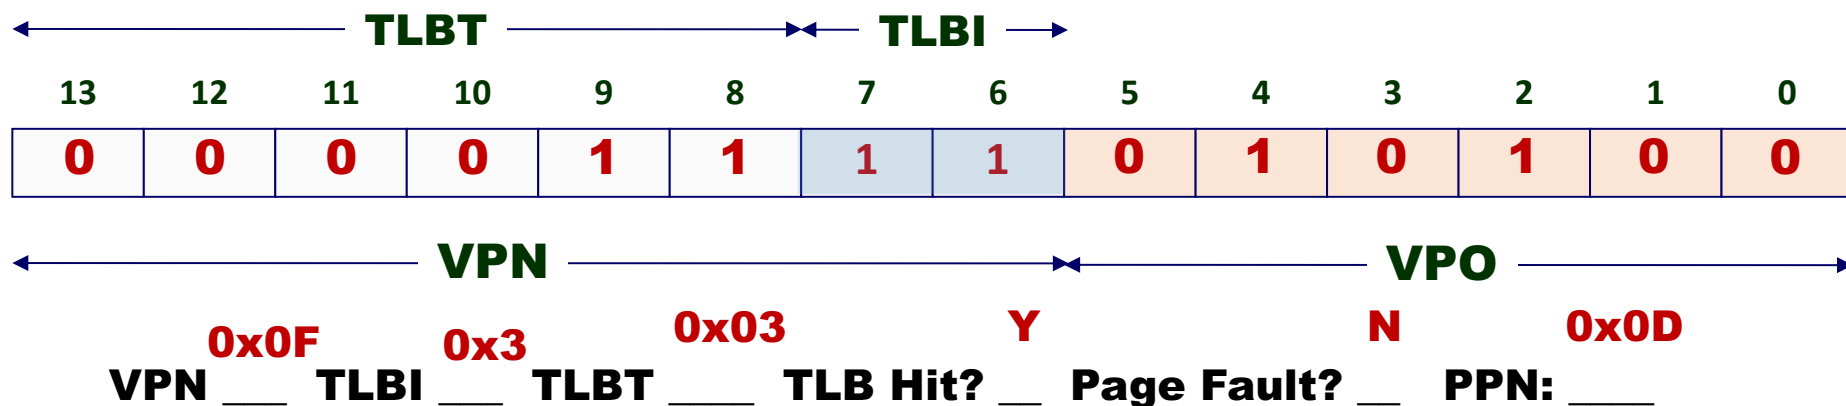 TLBT TLBI
13 12 11 10 9 8 7 6 5 4 3 2 1 0
0 0 0 0 1 1 1 1 0 1 0 1 0 0
VPN VPO
0x0F 0x3 0x03 Y N 0x0D
VPN ___ TLBI ___ TLBT ____ TLB Hit? __ Page Fault? __ PPN: ____